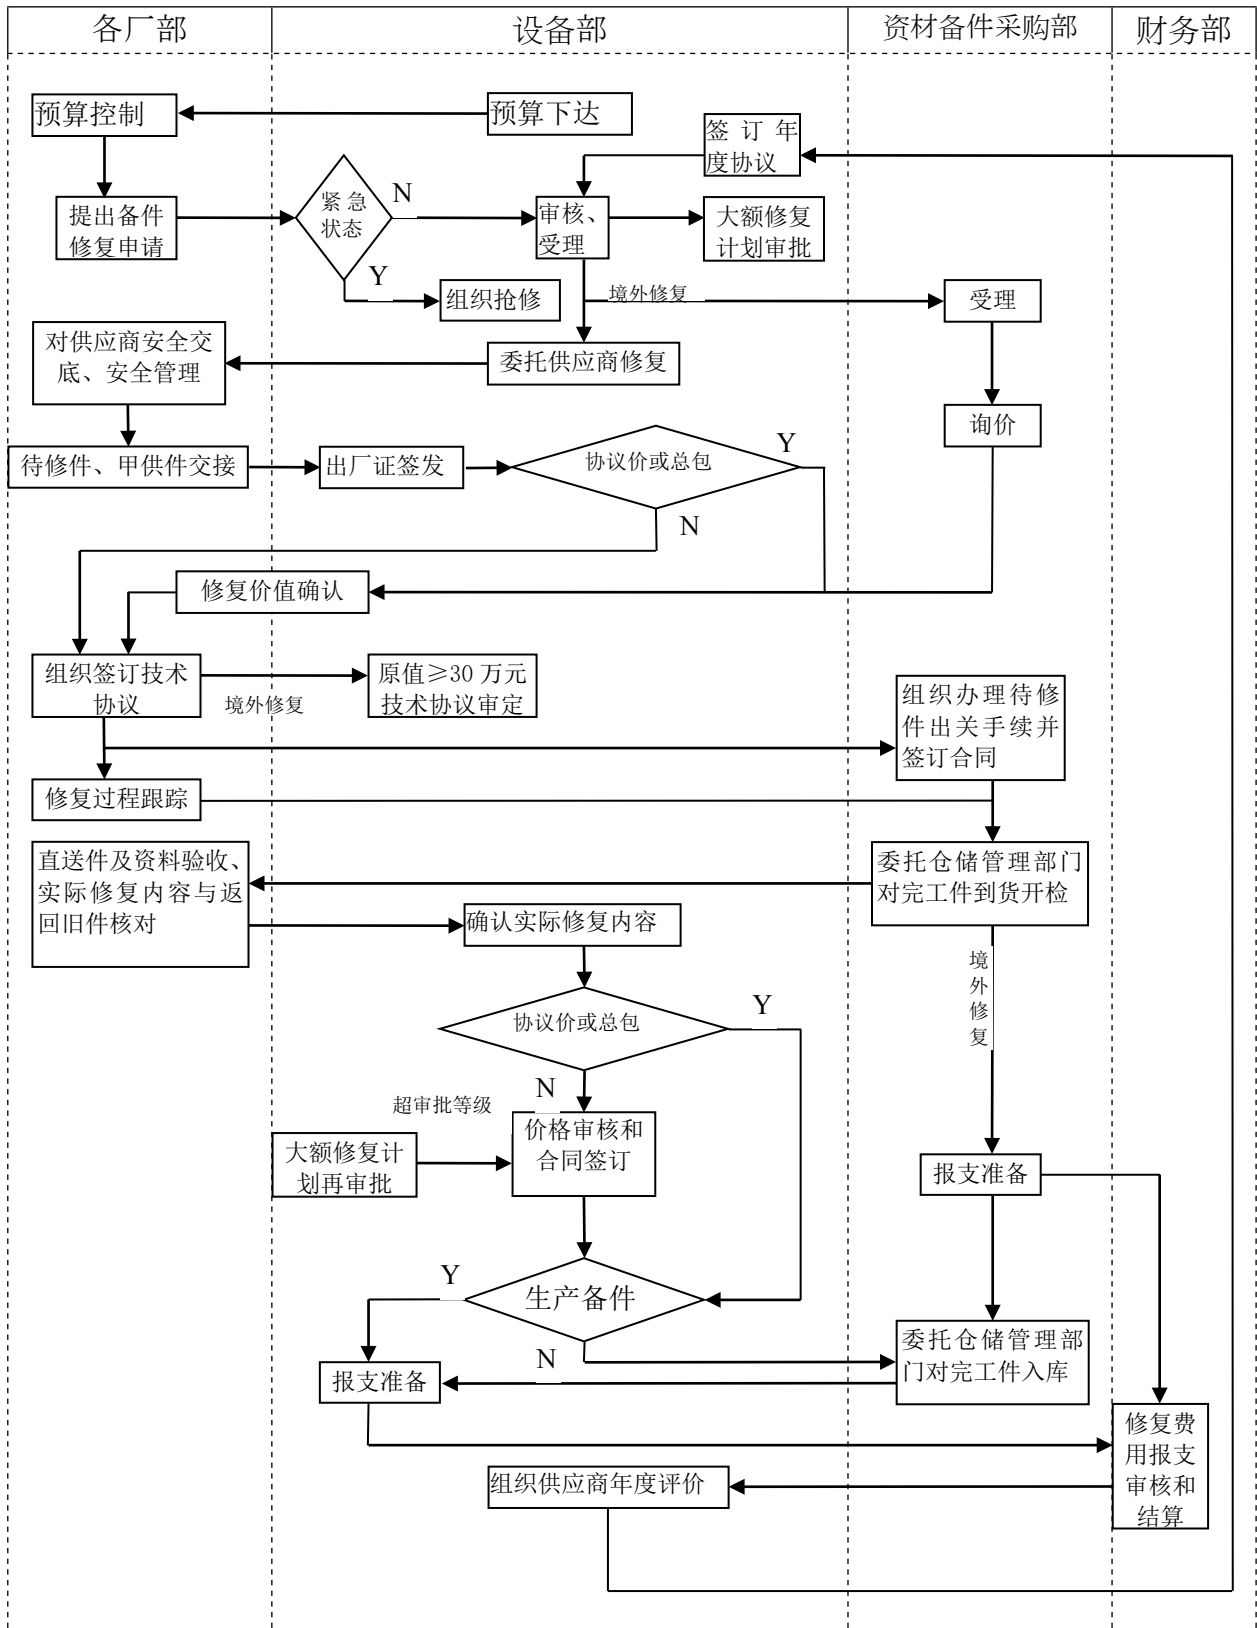 各厂部
设备部
资材备件采购部
财务部
预算控制
预算下达
签订年
度协议
紧急
状态
N
Y
提出备件
修复申请
审核、
受理
大额修复
计划审批
组织抢修
境外修复
受理
对供应商安全交
底、安全管理
委托供应商修复
询价
待修件、甲供件交接
出厂证签发
协议价或总包
Y
N
修复价值确认
组织签订技术
协议
境外修复
原值≥30 万元
技术协议审定
组织办理待修
件出关手续并
签订合同
修复过程跟踪
直送件及资料验收、
实际修复内容与返
回旧件核对
委托仓储管理部门
对完工件到货开检
确认实际修复内容
境
外
修
复
协议价或总包
Y
N
超审批等级
价格审核和
合同签订
大额修复计
划再审批
报支准备
Y
生产备件
N
委托仓储管理部
门对完工件入库
报支准备
修复费
用报支
审核和
结算
组织供应商年度评价